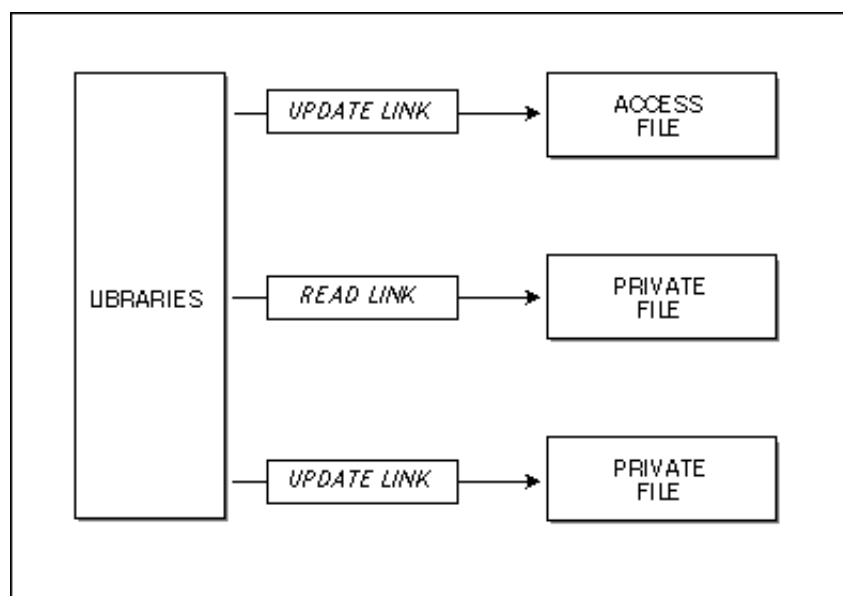 UPDATE LINK
ACCESS
FILE
LIBRARIES
READ LINK
PRIVATE
FILE
UPDATE LINK
PRIVATE
FILE